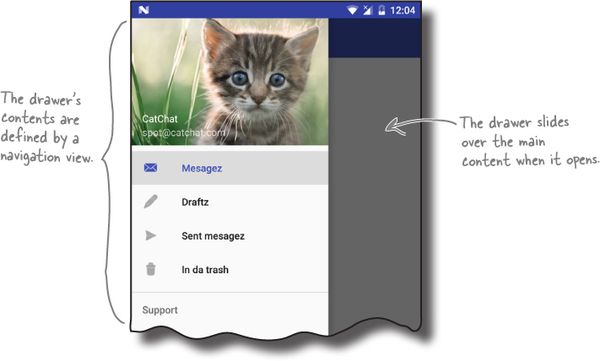 12:04
The drawer's
contents are
defined by a
navigation view.
CatChat
spot@catchat.com
Mesagez
Draftz
Sent mesagez
In da trash
Support
The drawer slides
over the main
content when it opens.